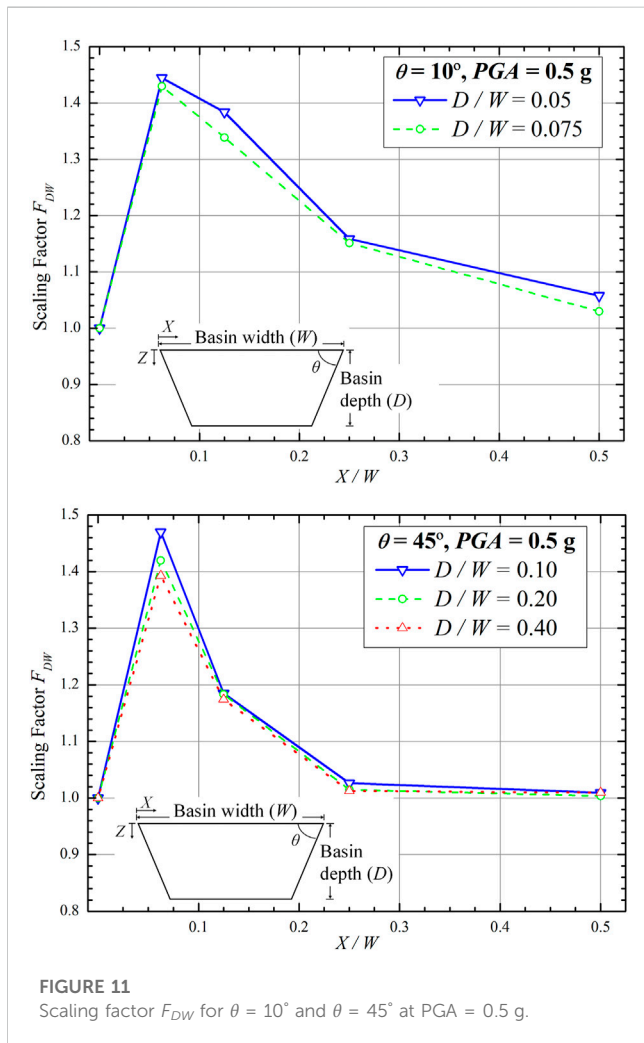 1.5
1.4
1.3
1.2
1.1
1.0
0.9
0.8
Scaling Factor F_DW
θ = 10°, PGA = 0.5 g
D / W = 0.05
D / W = 0.075
X
Basin width (W)
Z
θ
Basin
depth (D)
0.1 0.2 0.3 0.4 0.5
X / W
1.5
1.4
1.3
1.2
1.1
1.0
0.9
0.8
Scaling Factor F_DW
θ = 45°, PGA = 0.5 g
D / W = 0.10
D / W = 0.20
D / W = 0.40
X
Basin width (W)
Z
θ
Basin
depth (D)
0.1 0.2 0.3 0.4 0.5
X / W
FIGURE 11
Scaling factor F_DW for θ = 10° and θ = 45° at PGA = 0.5 g.